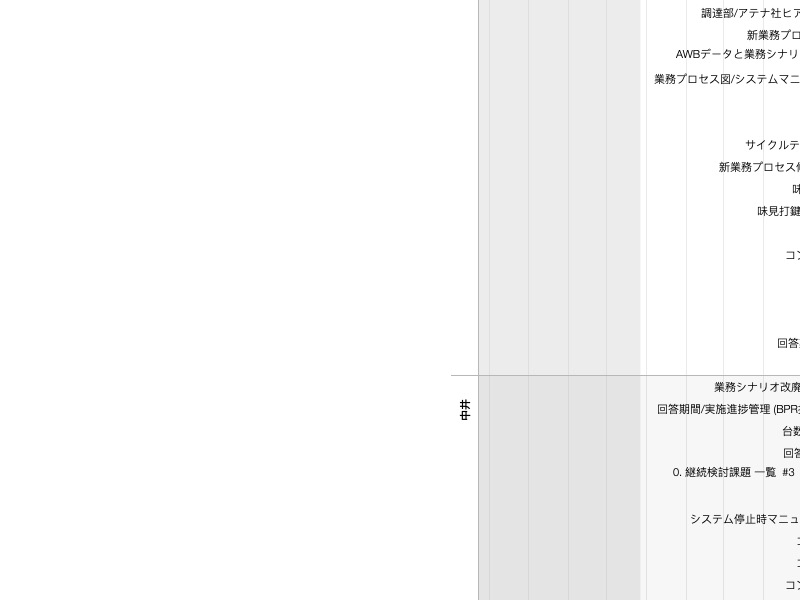 調達部/アテナ社ヒア
新業務プロ
AWBデータと業務シナリ
業務プロセス図/システムマニ
サイクルテ
新業務プロセス
味見打鍵
コン
回答
中井
業務シナリオ改廃
回答期間/実施進捗管理 (BPR
台数
回答
0. 継続検討課題 一覧  #3
システム停止時マニュ
コン